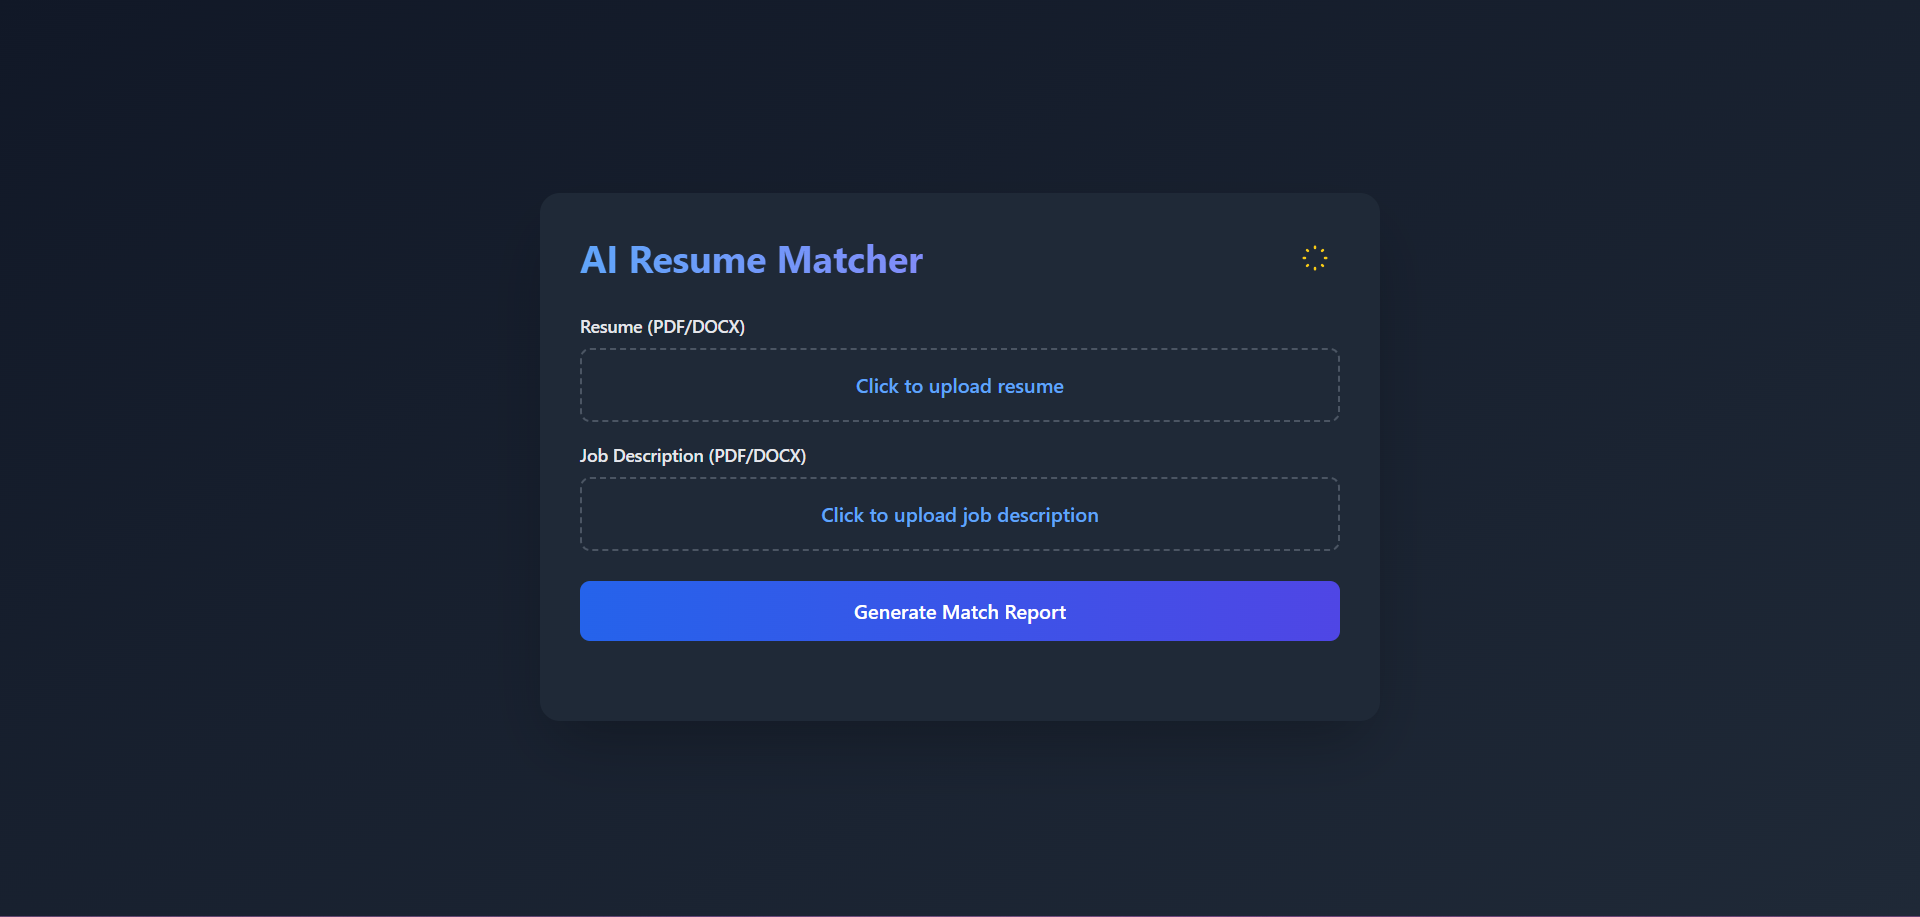 AI Resume Matcher
Resume (PDF/DOCX)
Click to upload resume
Job Description (PDF/DOCX)
Click to upload job description
Generate Match Report